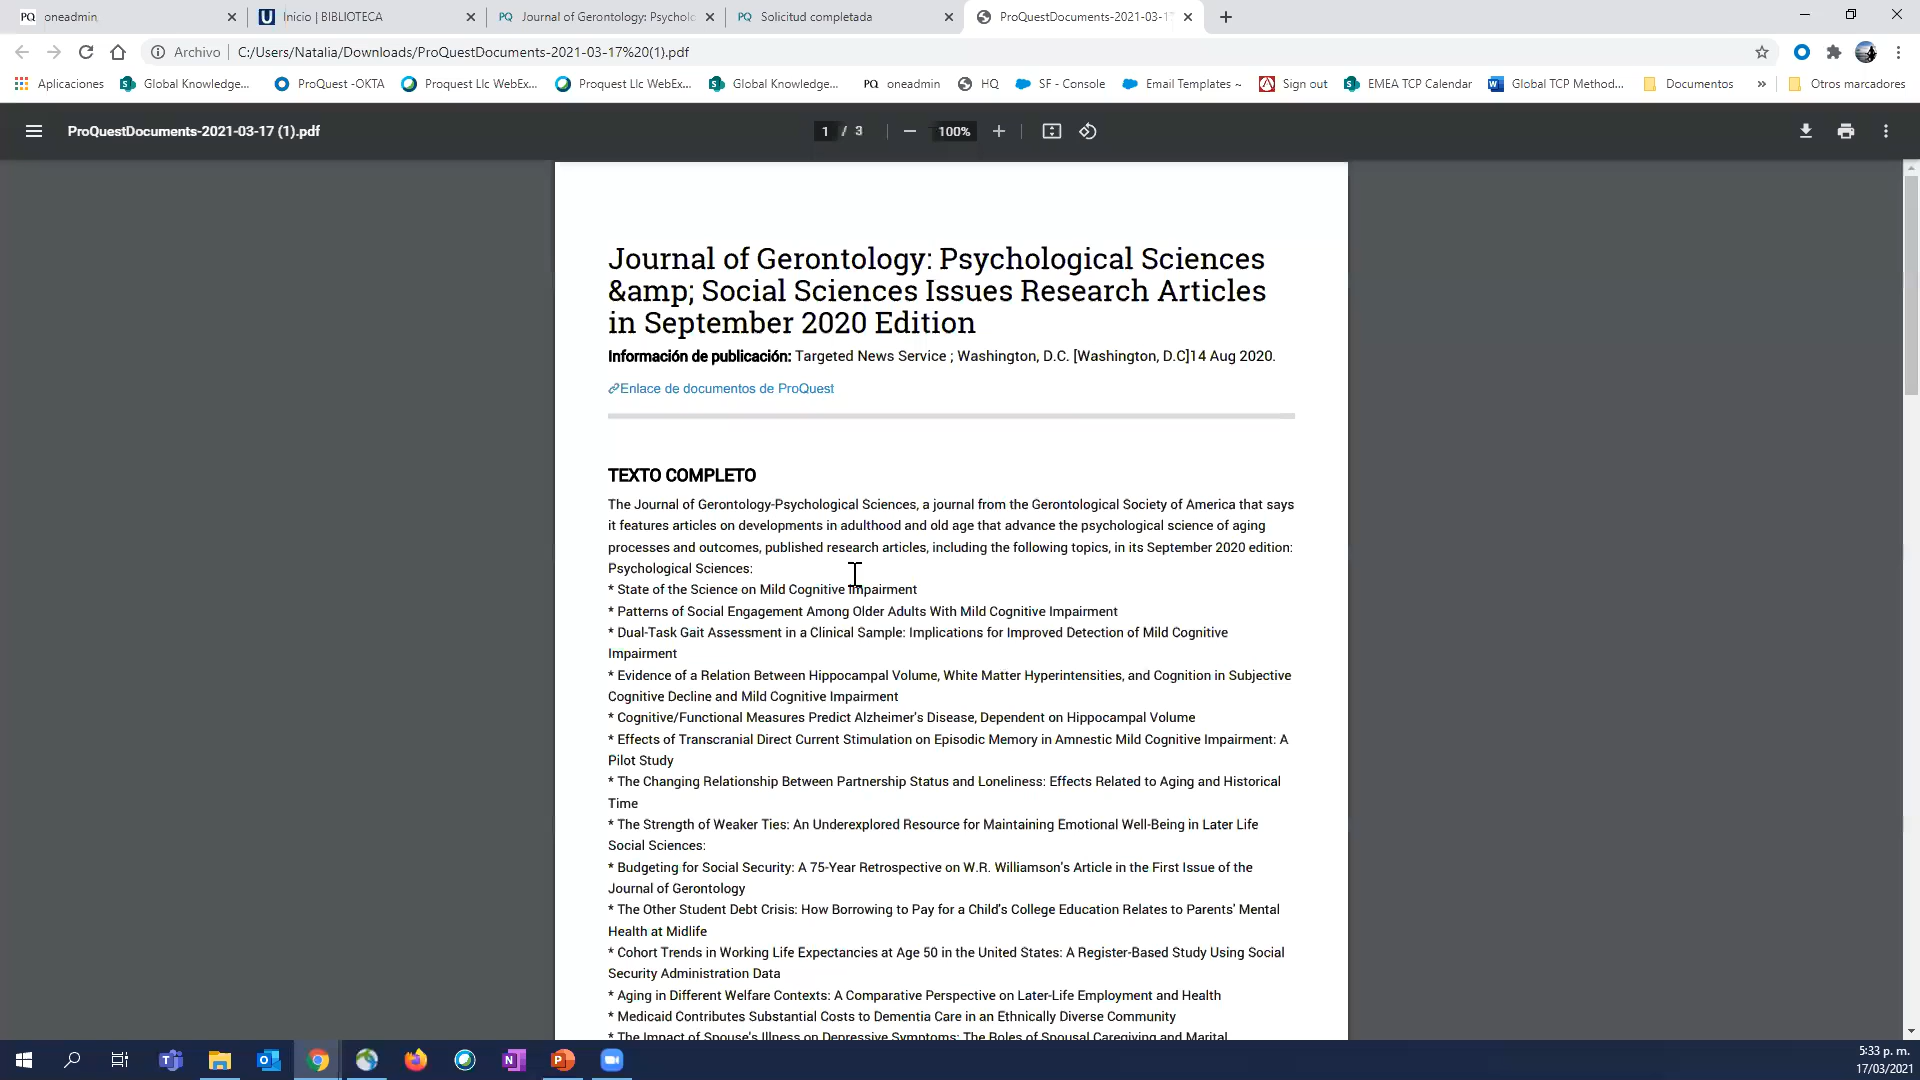 oneadmin
Inicio | BIBLIOTECA
Journal of Gerontology: Psychol
Solicitud completada
ProQuestDocuments-2021-03-1
Archivo
C:/Users/Natalia/Downloads/ProQuestDocuments-2021-03-17%20(1).pdf
Aplicaciones
Global Knowledge...
ProQuest -OKTA
Proquest Llc WebEx...
Proquest Llc WebEx...
Global Knowledge...
PQ oneadmin
HQ
SF - Console
Email Templates ~
Sign out
EMEA TCP Calendar
Global TCP Method...
Documentos
»
Otros marcadores
ProQuestDocuments-2021-03-17 (1).pdf
1 / 3
100%
Journal of Gerontology: Psychological Sciences
&amp;amp; Social Sciences Issues Research Articles
in September 2020 Edition
Información de publicación: Targeted News Service ; Washington, D.C. [Washington, D.C]14 Aug 2020.
Enlace de documentos de ProQuest
TEXTO COMPLETO
The Journal of Gerontology-Psychological Sciences, a journal from the Gerontological Society of America that says
it features articles on developments in adulthood and old age that advance the psychological science of aging
processes and outcomes, published research articles, including the following topics, in its September 2020 edition:
Psychological Sciences:
* State of the Science on Mild Cognitive Impairment
* Patterns of Social Engagement Among Older Adults With Mild Cognitive Impairment
* Dual-Task Gait Assessment in a Clinical Sample: Implications for Improved Detection of Mild Cognitive
Impairment
* Evidence of a Relation Between Hippocampal Volume, White Matter Hyperintensities, and Cognition in Subjective
Cognitive Decline and Mild Cognitive Impairment
* Cognitive/Functional Measures Predict Alzheimer's Disease, Dependent on Hippocampal Volume
* Effects of Transcranial Direct Current Stimulation on Episodic Memory in Amnestic Mild Cognitive Impairment: A
Pilot Study
* The Changing Relationship Between Partnership Status and Loneliness: Effects Related to Aging and Historical
Time
* The Strength of Weaker Ties: An Underexplored Resource for Maintaining Emotional Well-Being in Later Life
Social Sciences:
* Budgeting for Social Security: A 75-Year Retrospective on W.R. Williamson's Article in the First Issue of the
Journal of Gerontology
* The Other Student Debt Crisis: How Borrowing to Pay for a Child's College Education Relates to Parents' Mental
Health at Midlife
* Cohort Trends in Working Life Expectancies at Age 50 in the United States: A Register-Based Study Using Social
Security Administration Data
* Aging in Different Welfare Contexts: A Comparative Perspective on Later-Life Employment and Health
* Medicaid Contributes Substantial Costs to Dementia Care in an Ethnically Diverse Community
* The Impact of Spouse's Illness on Depressive Symptoms: The Roles of Spousal Caregiving and Marital
5:33 p. m.
17/03/2021